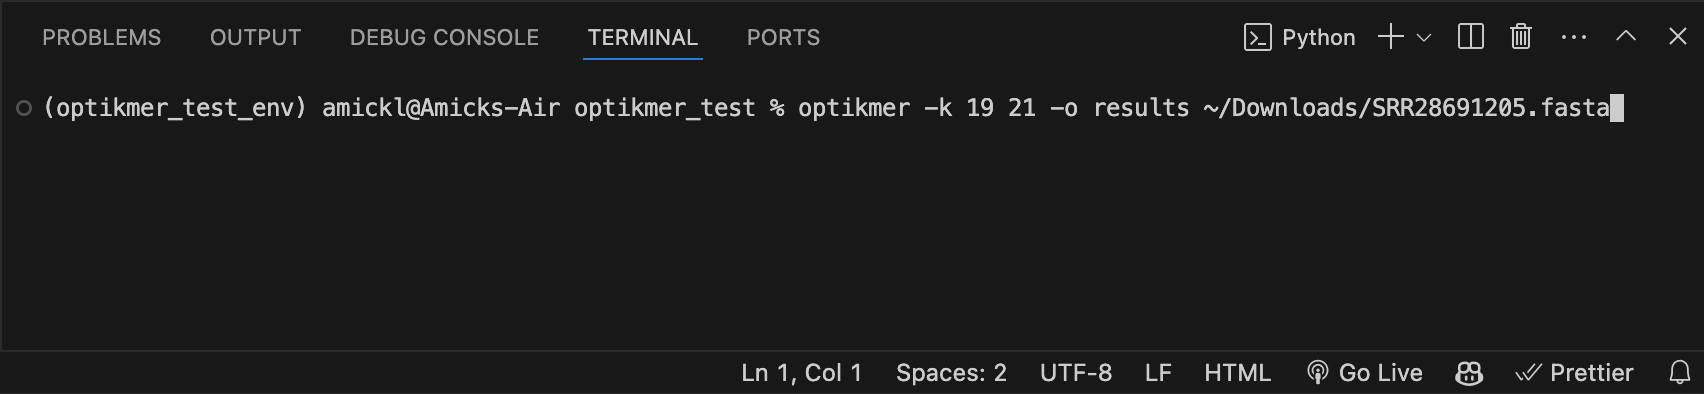 PROBLEMS OUTPUT DEBUG CONSOLE TERMINAL PORTS Python
(optikmer_test_env) amickl@Amicks-Air optikmer_test % optikmer -k 19 21 -o results ~/Downloads/SRR28691205.fasta
Ln 1, Col 1 Spaces: 2 UTF-8 LF HTML Go Live Prettier